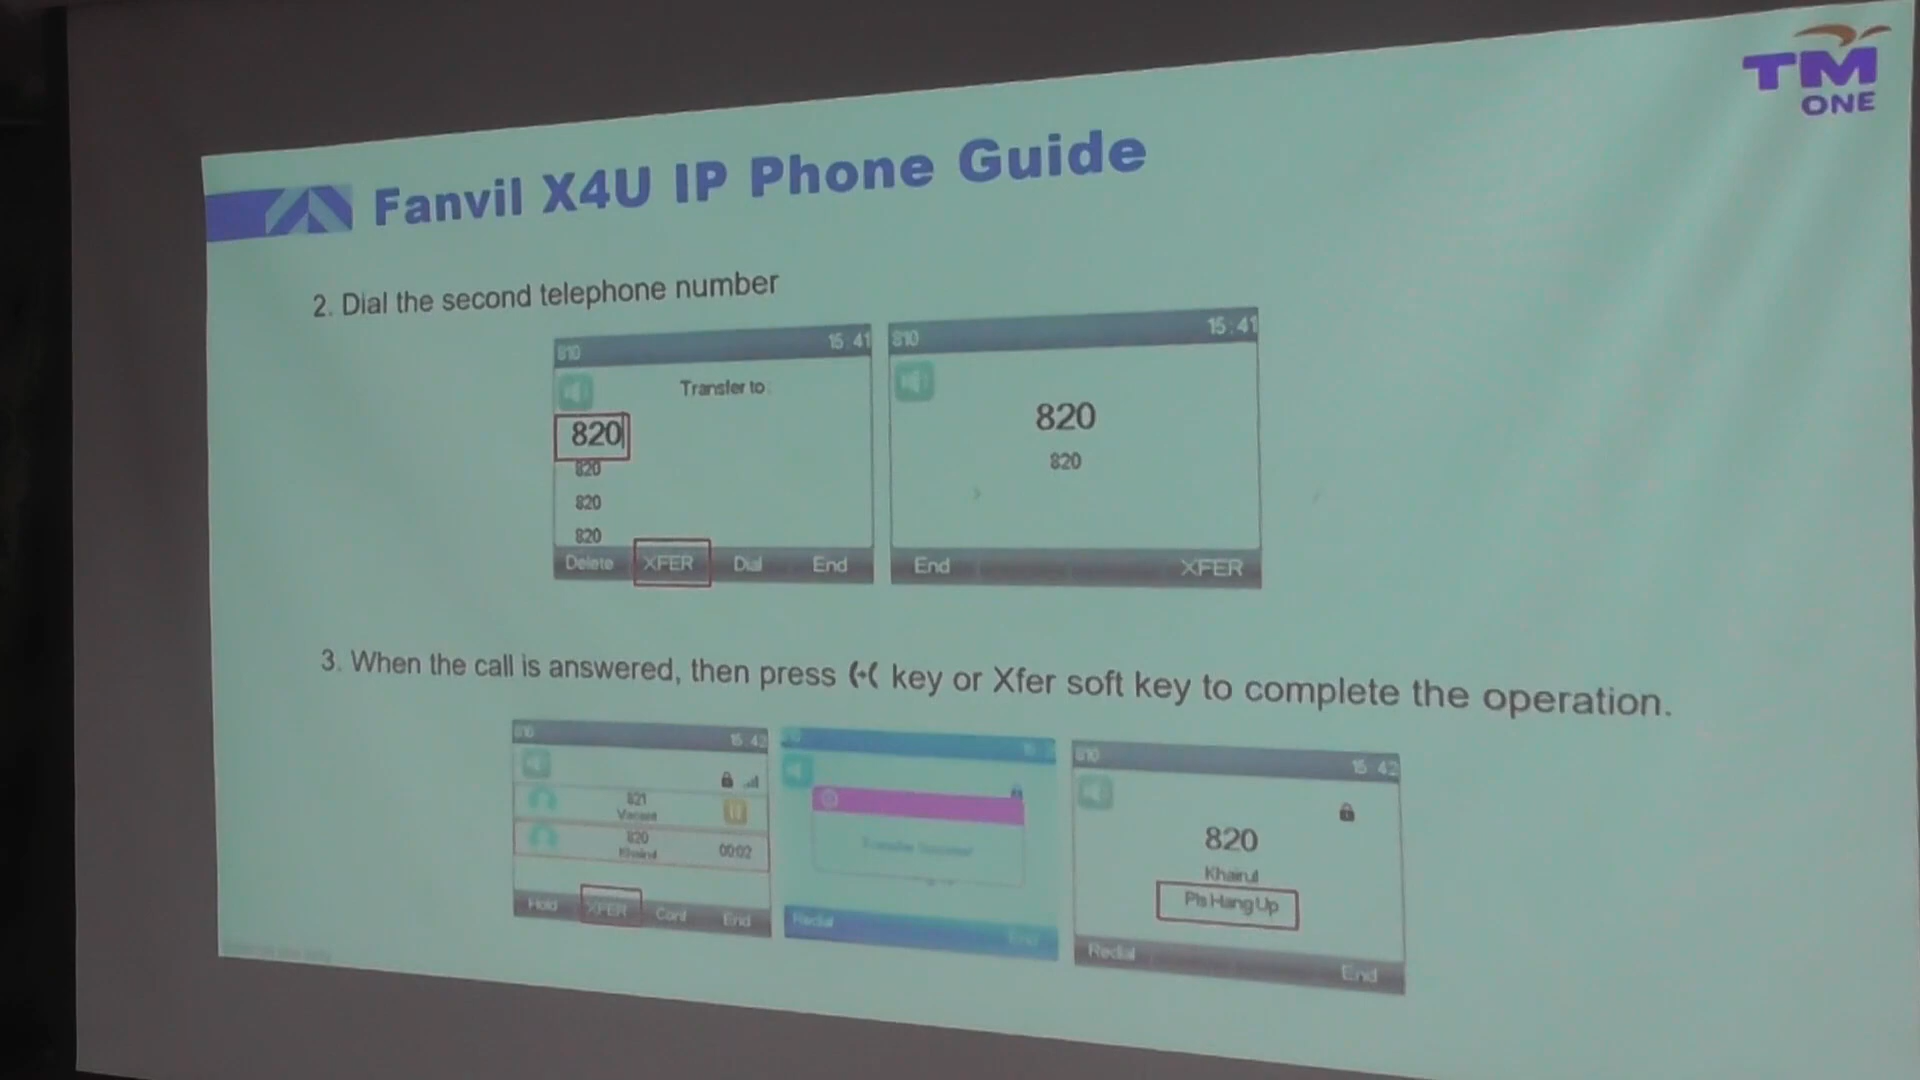 TM
ONE
Fanvil X4U IP Phone Guide
2. Dial the second telephone number
810 15:41
Transfer to
820
820
820
820
Delete XFER Dial End
810 15:41
820
820
End XFER
3. When the call is answered, then press key or Xfer soft key to complete the operation.
810 15:42
821
820
Khairul 00:02
Hold XFER Conf End
Redial End
810 15:42
820
Khairul
Pls Hang Up
Redial End